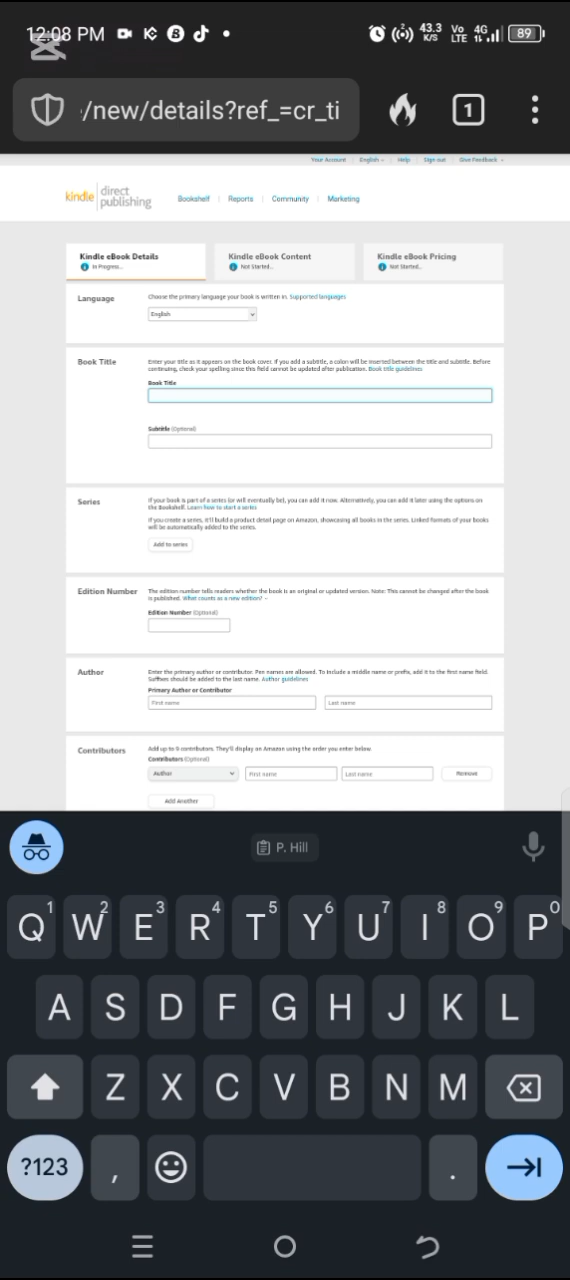 12:08 PM
43.3 K/S
Vo LTE
4G
89
/new/details?ref_=cr_ti
1
Your Account | English | Help | Sign out | Give Feedback
kindle direct publishing
Bookshelf | Reports | Community | Marketing
Kindle eBook Details
In Progress...
Kindle eBook Content
Not Started...
Kindle eBook Pricing
Not Started...
Language
Choose the primary language your book is written in. Supported languages
English
Book Title
Enter your title as it appears on the book cover. If you add a subtitle, a colon will be inserted between the title and subtitle. Before
continuing, check your spelling since this field cannot be updated after publication. Book title guidelines
Book Title
Subtitle (Optional)
Series
If your book is part of a series (or will eventually be), you can add it now. Alternatively, you can add it later using the options on
the Bookshelf. Learn how to start a series
If you create a series, it'll build a product detail page on Amazon, showcasing all books in the series. Linked formats of your books
will be automatically added to the series.
Add to series
Edition Number
The edition number tells readers whether the book is an original or updated version. Note: This cannot be changed after the book
is published. What counts as a new edition?
Edition Number (Optional)
Author
Enter the primary author or contributor. Pen names are allowed. To include a middle name or prefix, add it to the first name field.
Suffixes should be added to the last name. Author guidelines
Primary Author or Contributor
First name
Last name
Contributors
Add up to 9 contributors. They'll display on Amazon using the order you enter below.
Contributors (Optional)
Author
First name
Last name
Remove
Add Another
P. Hill
Q1 W2 E3 R4 T5 Y6 U7 I8 O9 P0
A S D F G H J K L
Z X C V B N M
?123 , .